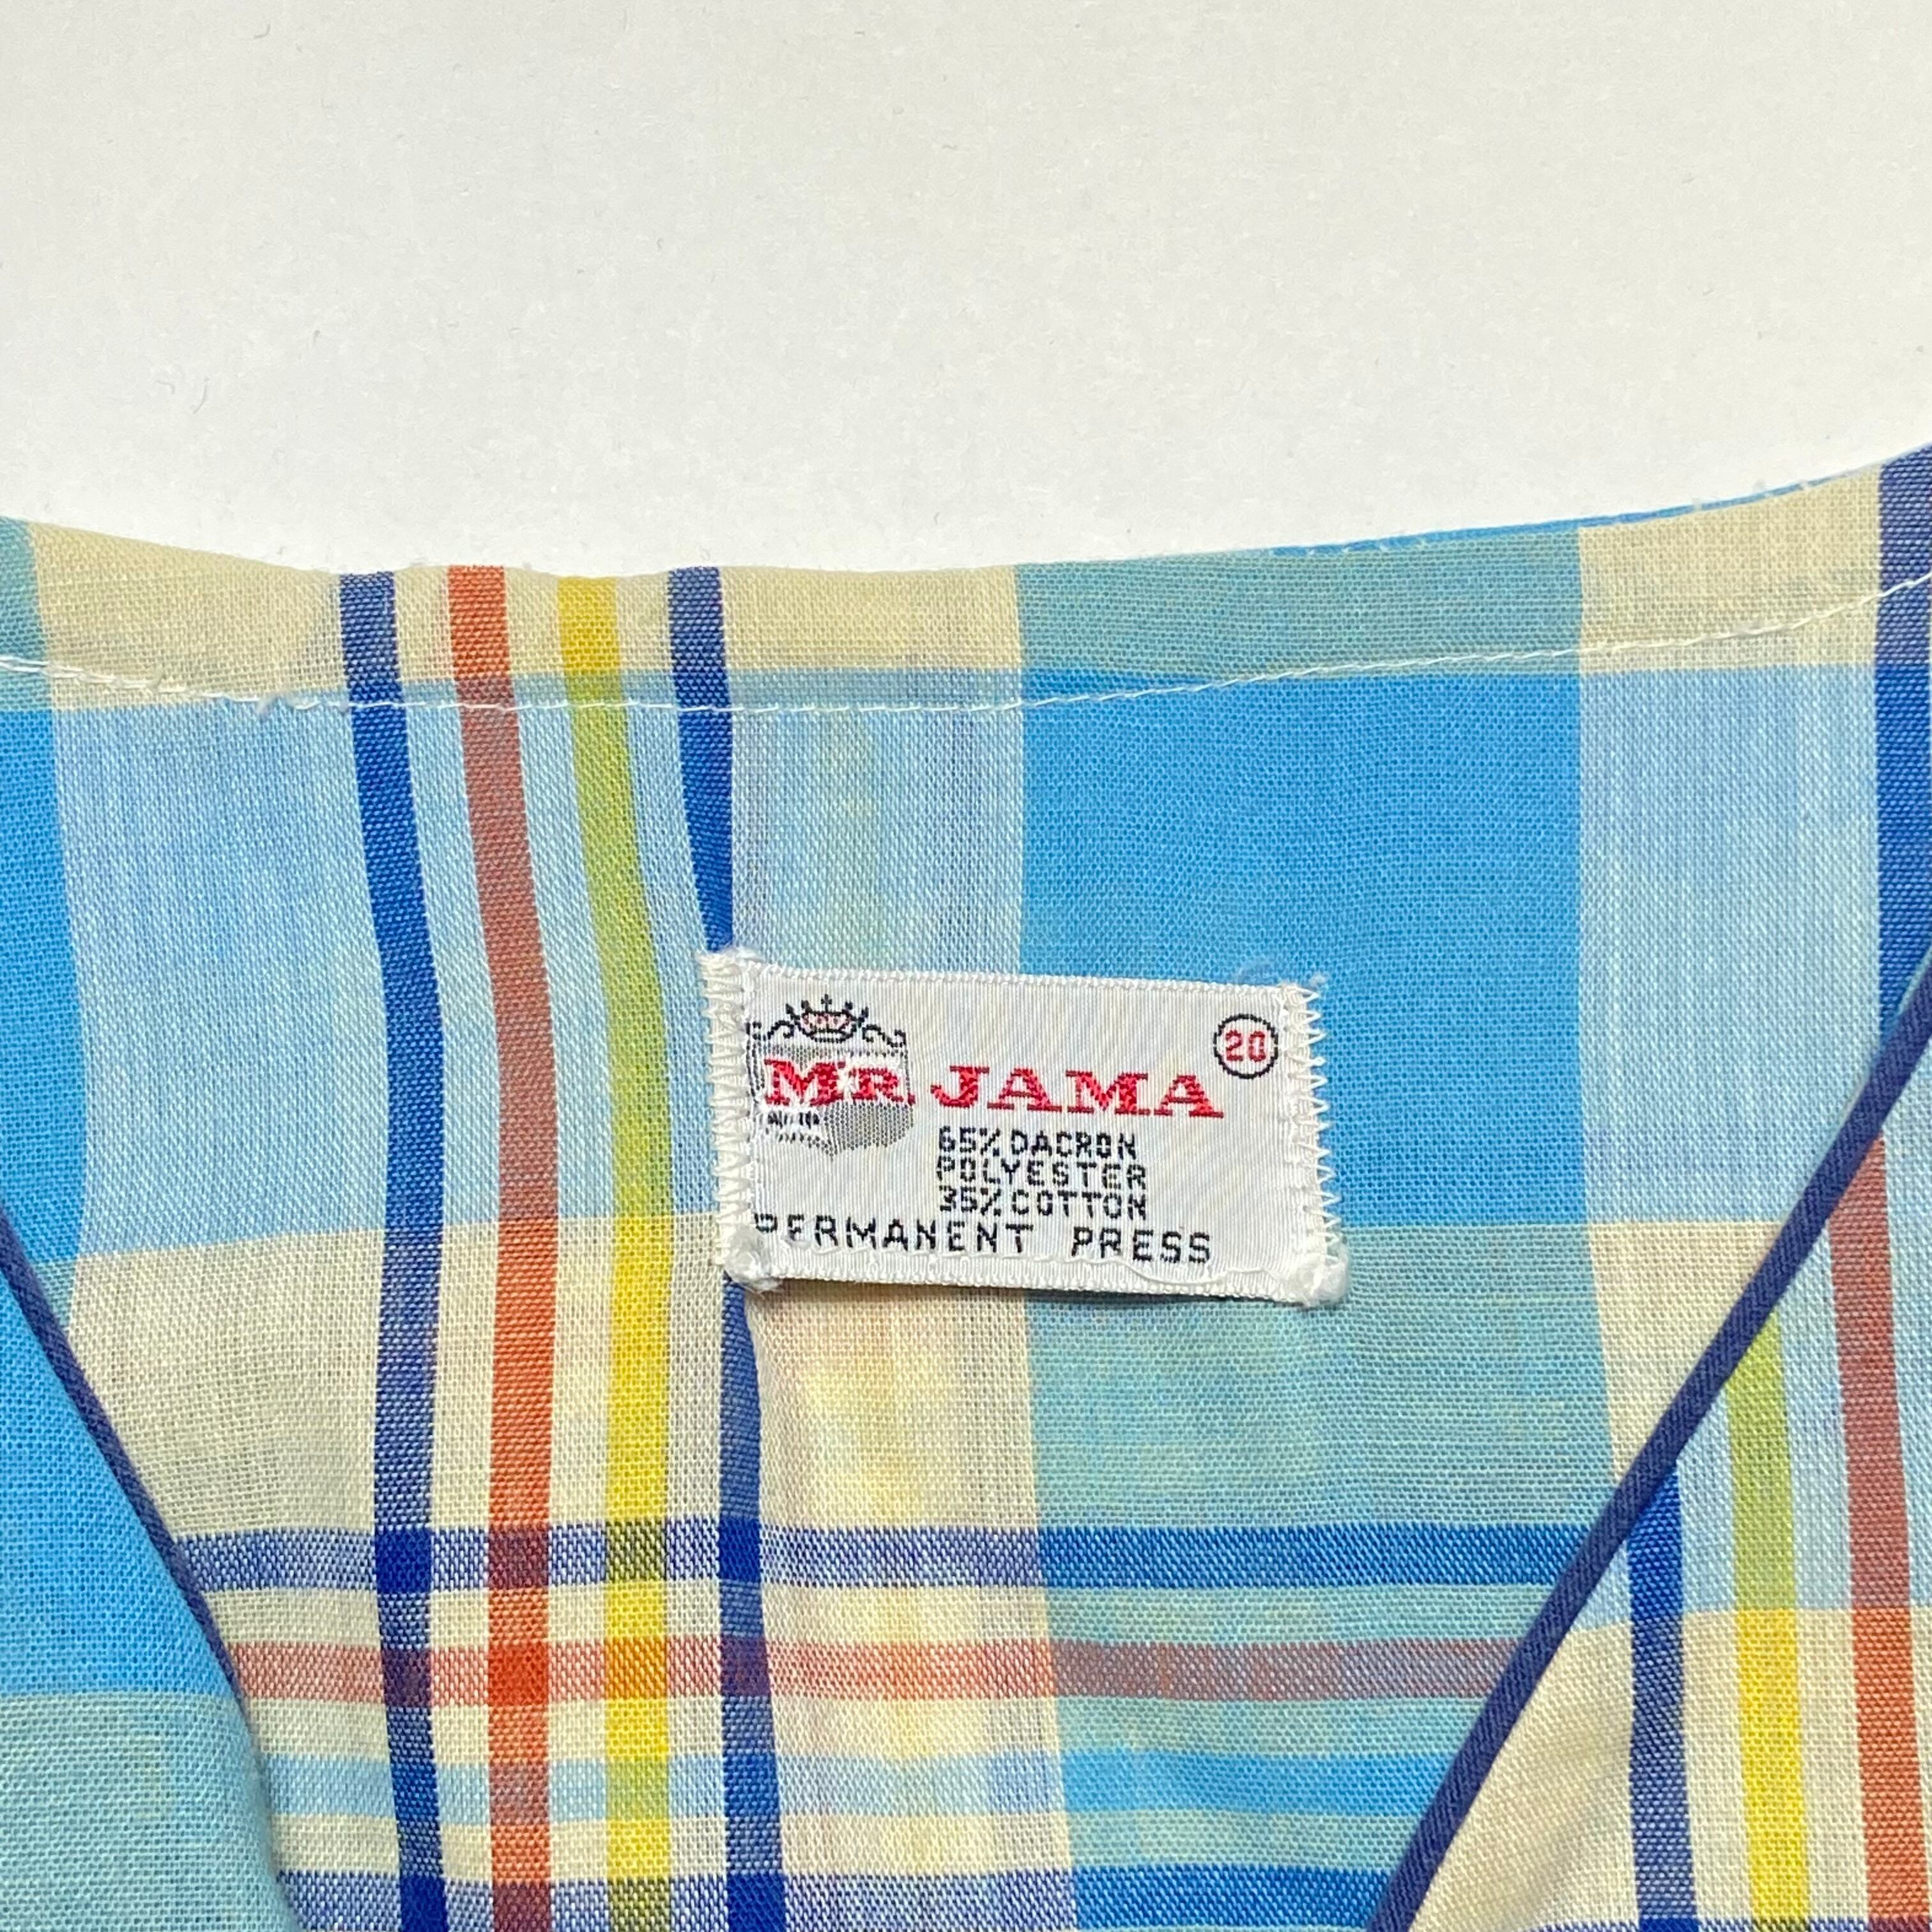 20
Mr. JAMA
65% DACRON
POLYESTER
35% COTTON
PERMANENT PRESS